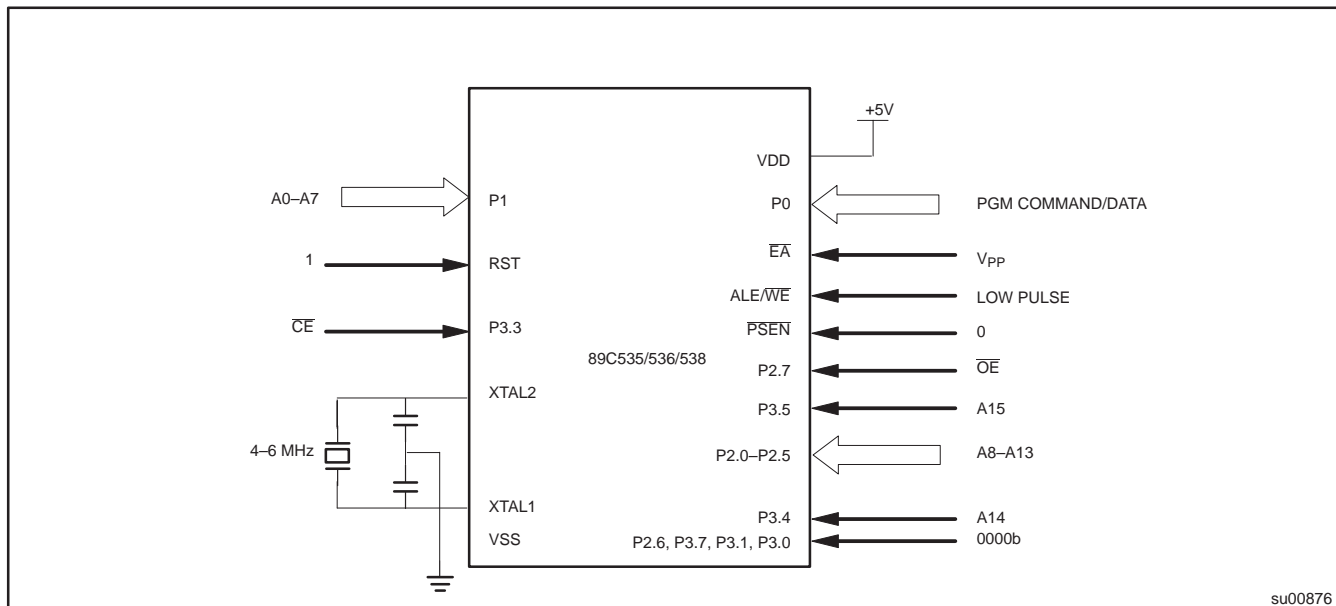 +5V
VDD
A0–A7
P1
P0
PGM COMMAND/DATA
EA
VPP
1
RST
ALE/WE
LOW PULSE
CE
P3.3
PSEN
0
89C535/536/538
P2.7
OE
XTAL2
P3.5
A15
4–6 MHz
P2.0–P2.5
A8–A13
XTAL1
P3.4
A14
VSS
P2.6, P3.7, P3.1, P3.0
0000b
su00876